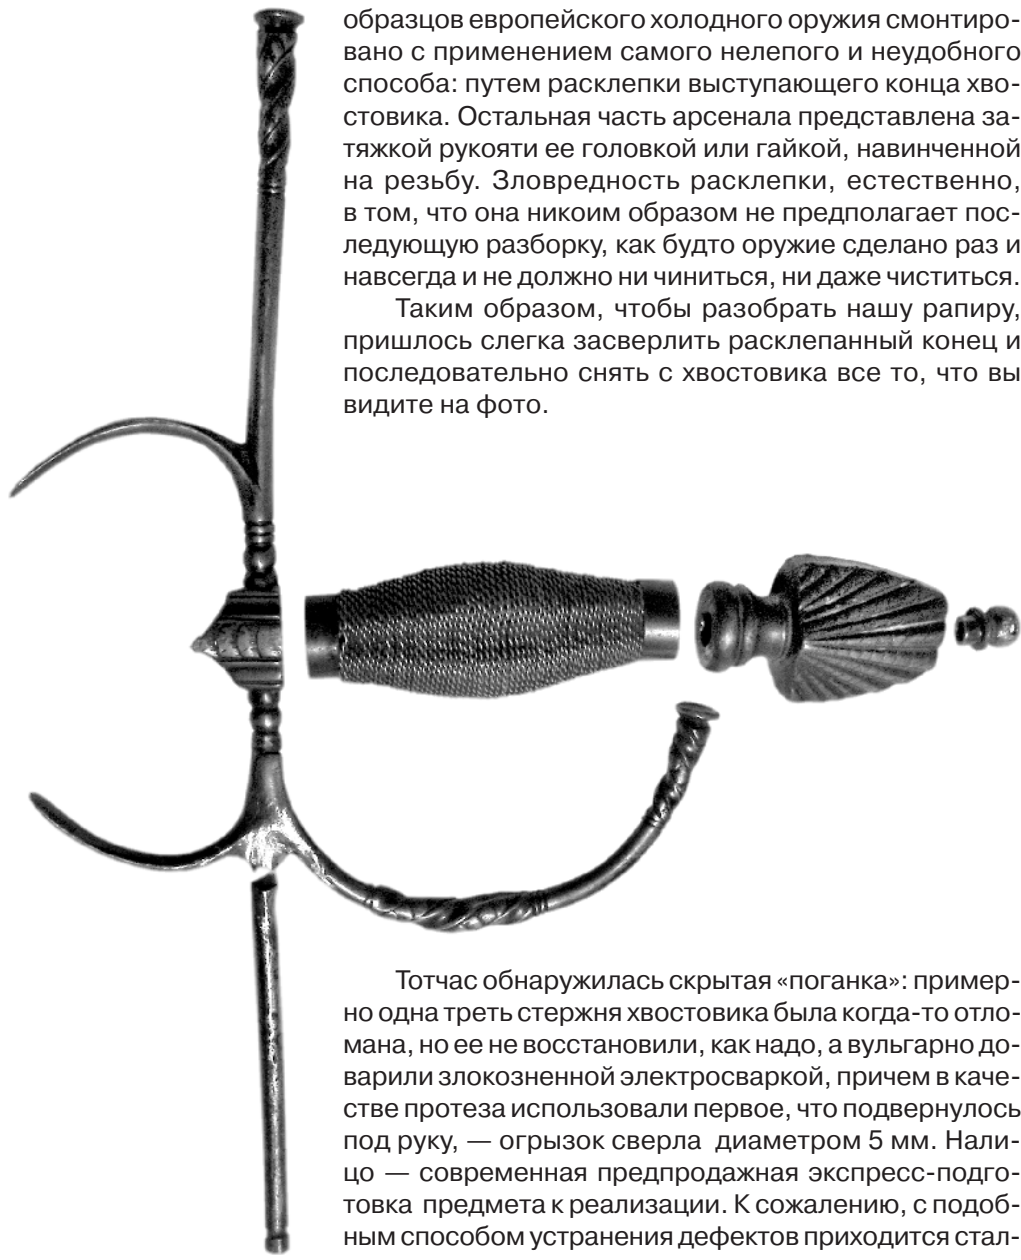 образцов европейского холодного оружия смонтиро-
вано с применением самого нелепого и неудобного
способа: путем расклепки выступающего конца хво-
стовика. Остальная часть арсенала представлена за-
тяжкой рукояти ее головкой или гайкой, навинченной
на резьбу. Зловредность расклепки, естественно,
в том, что она никоим образом не предполагает пос-
ледующую разборку, как будто оружие сделано раз и
навсегда и не должно ни чиниться, ни даже чиститься.
Таким образом, чтобы разобрать нашу рапиру,
пришлось слегка засверлить расклепанный конец и
последовательно снять с хвостовика все то, что вы
видите на фото.
Тотчас обнаружилась скрытая «поганка»: пример-
но одна треть стержня хвостовика была когда-то отло-
мана, но ее не восстановили, как надо, а вульгарно до-
варили злокозненной электросваркой, причем в каче-
стве протеза использовали первое, что подвернулось
под руку, — огрызок сверла диаметром 5 мм. Нали-
цо — современная предпродажная экспресс-подго-
товка предмета к реализации. К сожалению, с подоб-
ным способом устранения дефектов приходится стал-